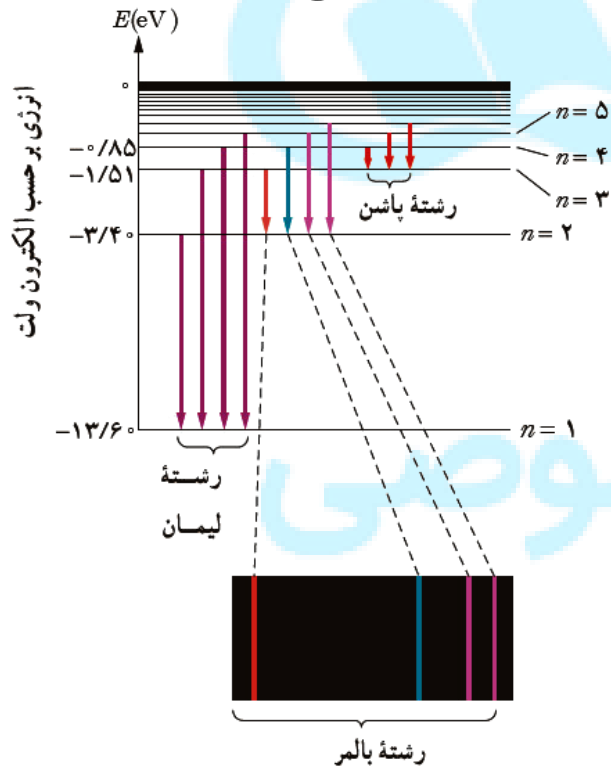 E(eV)
انرژی برحسب الکترون ولت
۰
n = ۵
−۰/۸۵
n = ۴
−۱/۵۱
n = ۳
رشتهٔ پاشن
−۳/۴۰
n = ۲
−۱۳/۶۰
n = ۱
رشتهٔ
لیمان
وصی
رشتهٔ بالمر